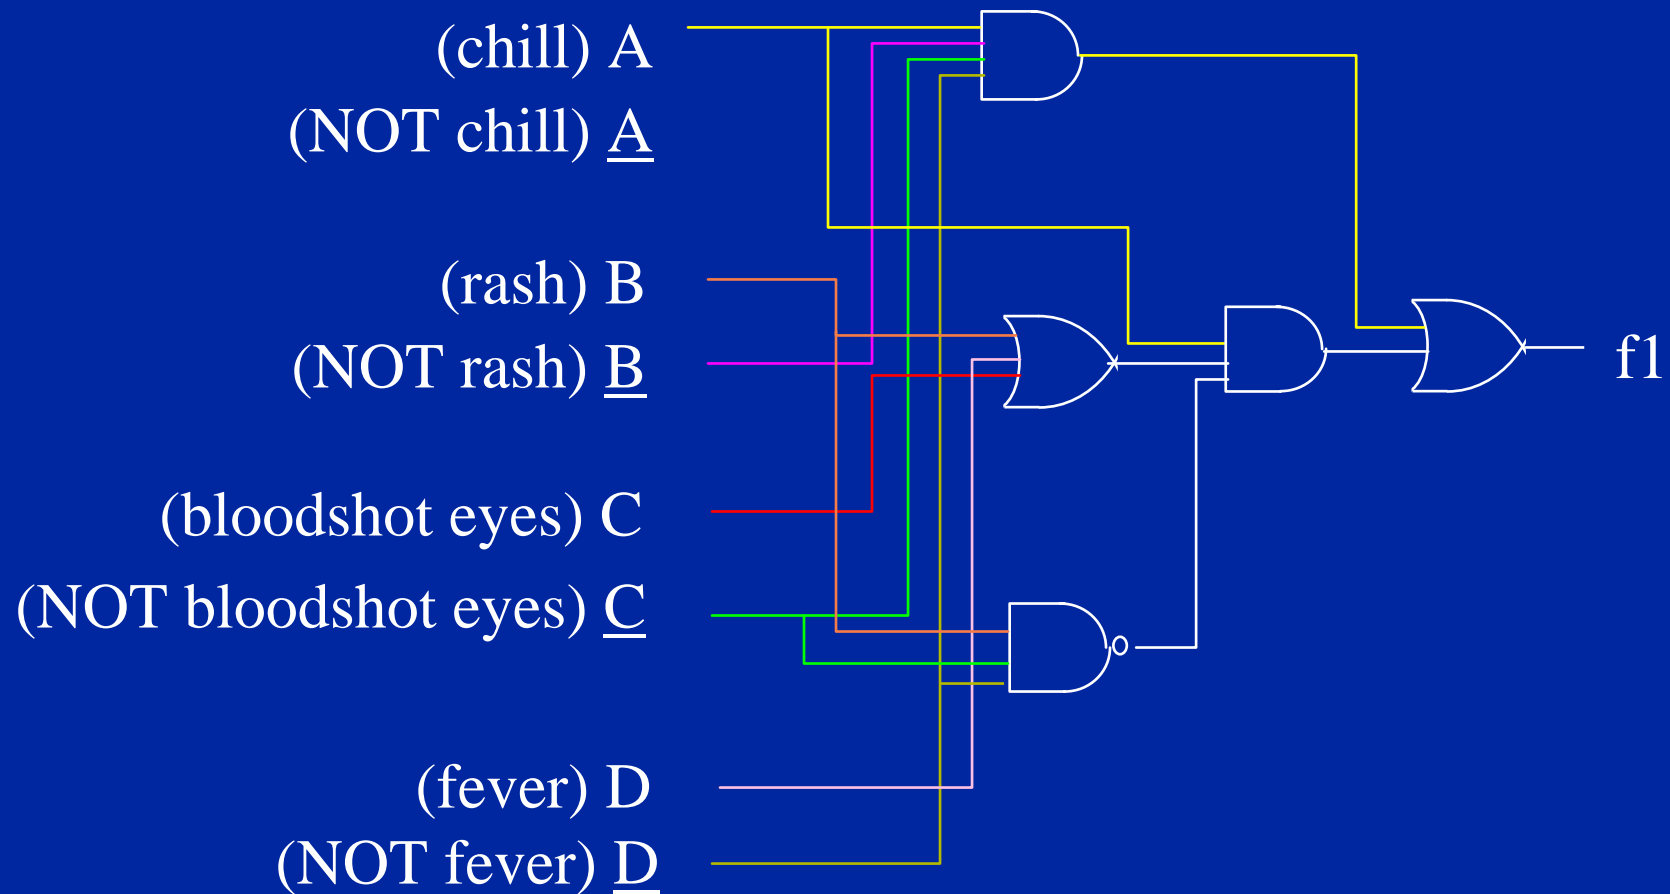 (chill) A
(NOT chill) A
(rash) B
(NOT rash) B
f1
(bloodshot eyes) C
(NOT bloodshot eyes) C
(fever) D
(NOT fever) D